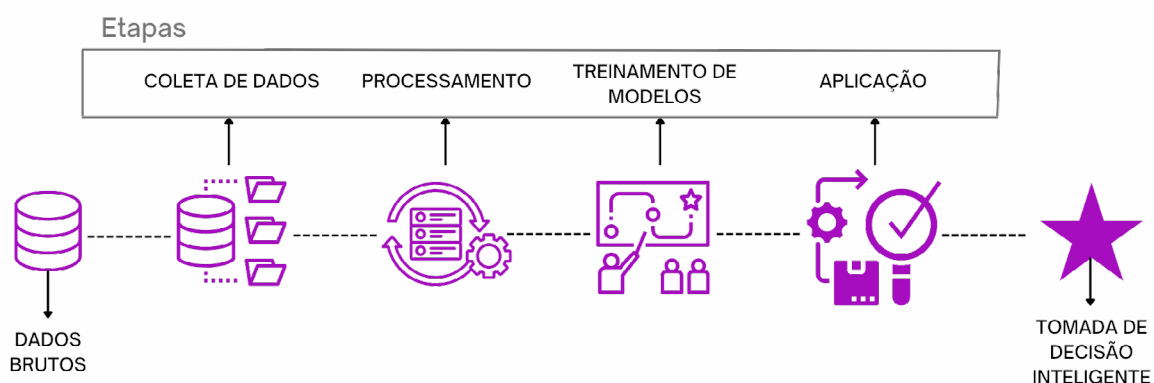 Etapas
COLETA DE DADOS
PROCESSAMENTO
TREINAMENTO DE
MODELOS
APLICAÇÃO
DADOS
BRUTOS
TOMADA DE
DECISÃO
INTELIGENTE